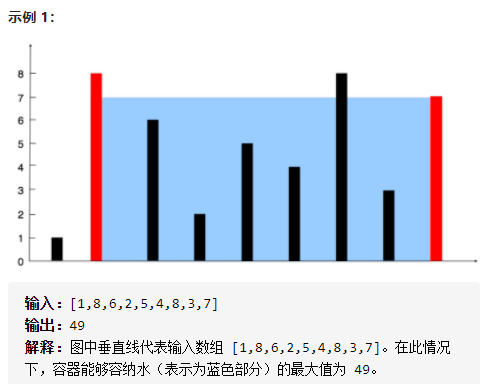 示例 1：
8
7
6
5
4
3
2
1
0
输入：[1,8,6,2,5,4,8,3,7]
输出：49
解释：图中垂直线代表输入数组 [1,8,6,2,5,4,8,3,7]。在此情况
下，容器能够容纳水（表示为蓝色部分）的最大值为 49。